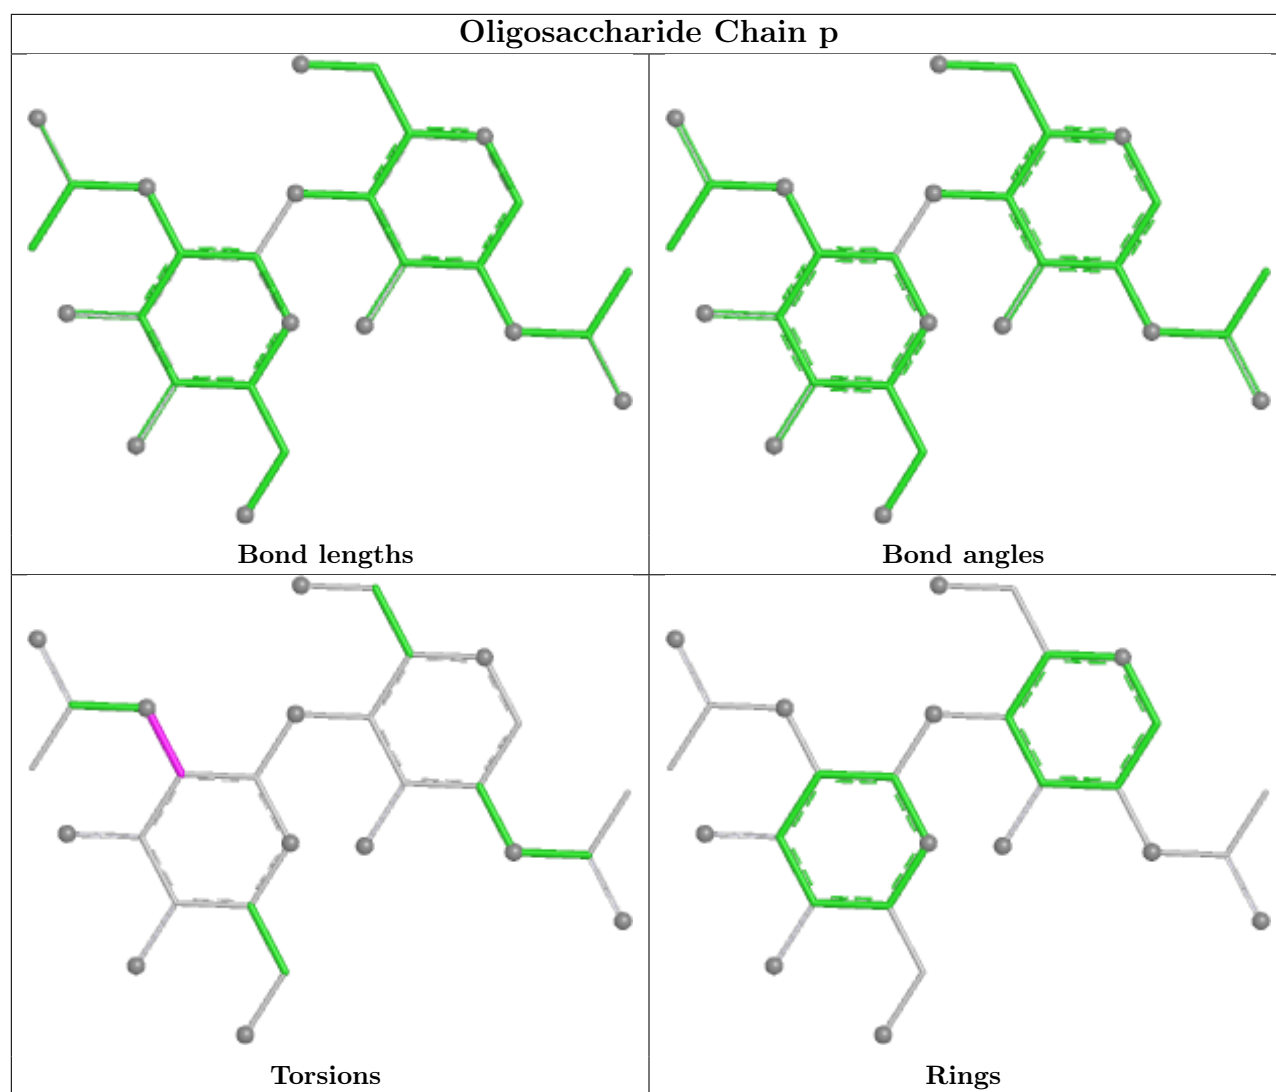 Oligosaccharide Chain p
Bond lengths
Bond angles
Torsions
Rings